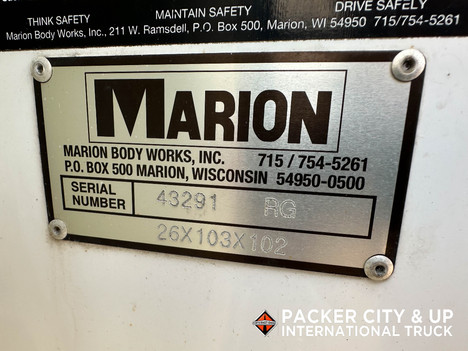 THINK SAFETY MAINTAIN SAFETY DRIVE SAFELY
Marion Body Works, Inc., 211 W. Ramsdell, P.O. Box 500, Marion, WI 54950 715/754-5261
MARION
MARION BODY WORKS, INC. 715 / 754-5261
P.O. BOX 500 MARION, WISCONSIN 54950-0500
SERIAL NUMBER 43291 RG
26X103X102
PACKER CITY & UP
INTERNATIONAL TRUCK